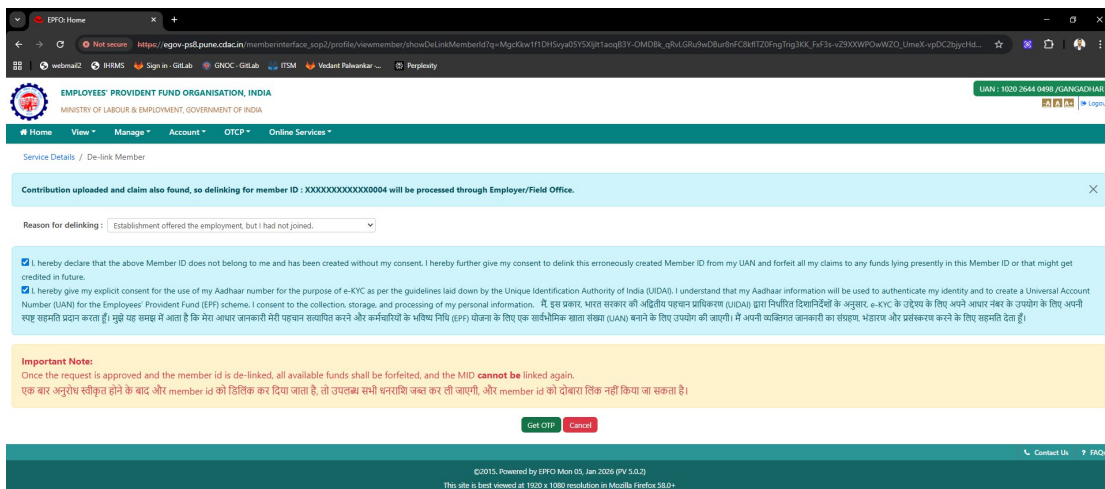 EPFO: Home
Not secure https://egov-ps8.pune.cdac.in/memberinterface_sop2/profile/viewmember/showDeLinkMemberId?q=
webmail2 IHRMS Sign in · GitLab GNOC - GitLab ITSM Vedant Palwankar -... Perplexity
EMPLOYEES' PROVIDENT FUND ORGANISATION, INDIA
MINISTRY OF LABOUR & EMPLOYMENT, GOVERNMENT OF INDIA
UAN : 1020 2644 0498 /GANGADHAR
-A A A+ Logou
Home View Manage Account OTCP Online Services
Service Details / De-link Member
Contribution uploaded and claim also found, so delinking for member ID : XXXXXXXXXXX0004 will be processed through Employer/Field Office.
Reason for delinking : Establishment offered the employment, but I had not joined.
I, hereby declare that the above Member ID does not belong to me and has been created without my consent. I hereby further give my consent to delink this erroneously created Member ID from my UAN and forfeit all my claims to any funds lying presently in this Member ID or that might get
credited in future.
I, hereby give my explicit consent for the use of my Aadhaar number for the purpose of e-KYC as per the guidelines laid down by the Unique Identification Authority of India (UIDAI). I understand that my Aadhaar information will be used to authenticate my identity and to create a Universal Account
Number (UAN) for the Employees' Provident Fund (EPF) scheme. I consent to the collection, storage, and processing of my personal information. मैं, इस प्रकार, भारत सरकार की अद्वितीय पहचान प्राधिकरण (UIDAI) द्वारा निर्धारित दिशानिर्देशों के अनुसार, e-KYC के उद्देश्य के लिए अपने आधार नंबर के उपयोग के लिए अपनी
स्पष्ट सहमति प्रदान करता हूँ। मुझे यह समझ में आता है कि मेरा आधार जानकारी मेरी पहचान सत्यापित करने और कर्मचारियों के भविष्य निधि (EPF) योजना के लिए एक सार्वभौमिक खाता संख्या (UAN) बनाने के लिए उपयोग की जाएगी। मैं अपनी व्यक्तिगत जानकारी का संग्रहण, भंडारण और प्रसंस्करण करने के लिए सहमति देता हूँ।
Important Note:
Once the request is approved and the member id is de-linked, all available funds shall be forfeited, and the MID cannot be linked again.
एक बार अनुरोध स्वीकृत होने के बाद और member id को डिलिंक कर दिया जाता है, तो उपलब्ध सभी धनराशि जब्त कर ली जाएगी, और member id को दोबारा लिंक नहीं किया जा सकता है।
Get OTP Cancel
Contact Us ? FAQ
©2015. Powered by EPFO Mon 05, Jan 2026 (PV 5.0.2)
This site is best viewed at 1920 x 1080 resolution in Mozilla Firefox 58.0+